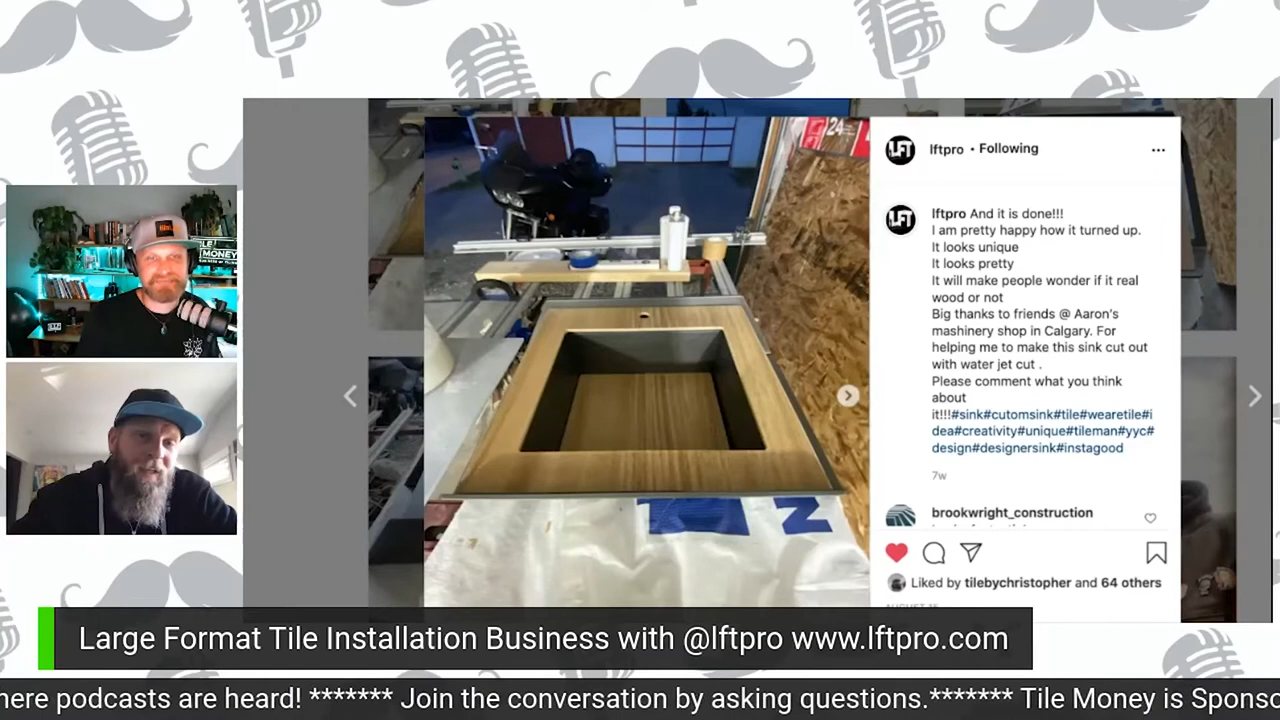 24
LFT
lftpro • Following
LFT
lftpro And it is done!!!
I am pretty happy how it turned up.
It looks unique
It looks pretty
It will make people wonder if it real
wood or not
Big thanks to friends @ Aaron's
mashinery shop in Calgary. For
helping me to make this sink cut out
with water jet cut .
Please comment what you think
about
it!!!#sink#cutomsink#tile#wearetile#i
dea#creativity#unique#tileman#yyc#
design#designersink#instagood
7w
brookwright_construction
Liked by tilebychristopher and 64 others
MONEY
Large Format Tile Installation Business with @lftpro www.lftpro.com
here podcasts are heard! ******* Join the conversation by asking questions.******* Tile Money is Sponso